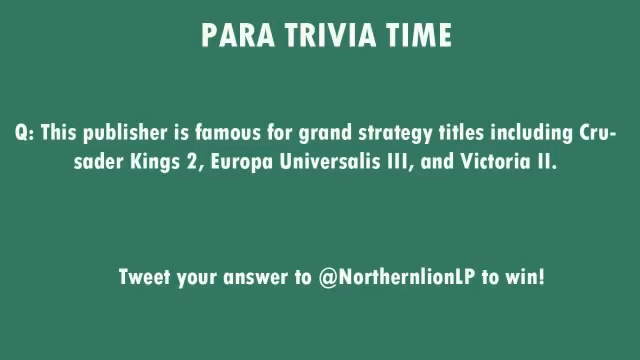 PARA TRIVIA TIME
Q: This publisher is famous for grand strategy titles including Cru-
sader Kings 2, Europa Universalis III, and Victoria II.
Tweet your answer to @NorthernlionLP to win!